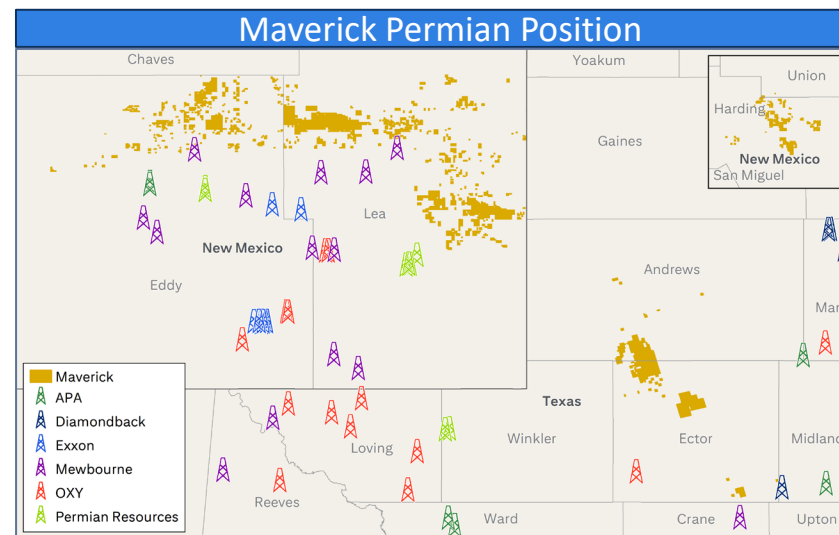 Maverick Permian Position
Chaves
Yoakum
Union
Harding
New Mexico
San Miguel
Gaines
Lea
New Mexico
Eddy
Andrews
Mar
Maverick
APA
Diamondback
Exxon
Mewbourne
OXY
Permian Resources
Texas
Loving
Winkler
Ector
Midland
Reeves
Ward
Crane
Upton